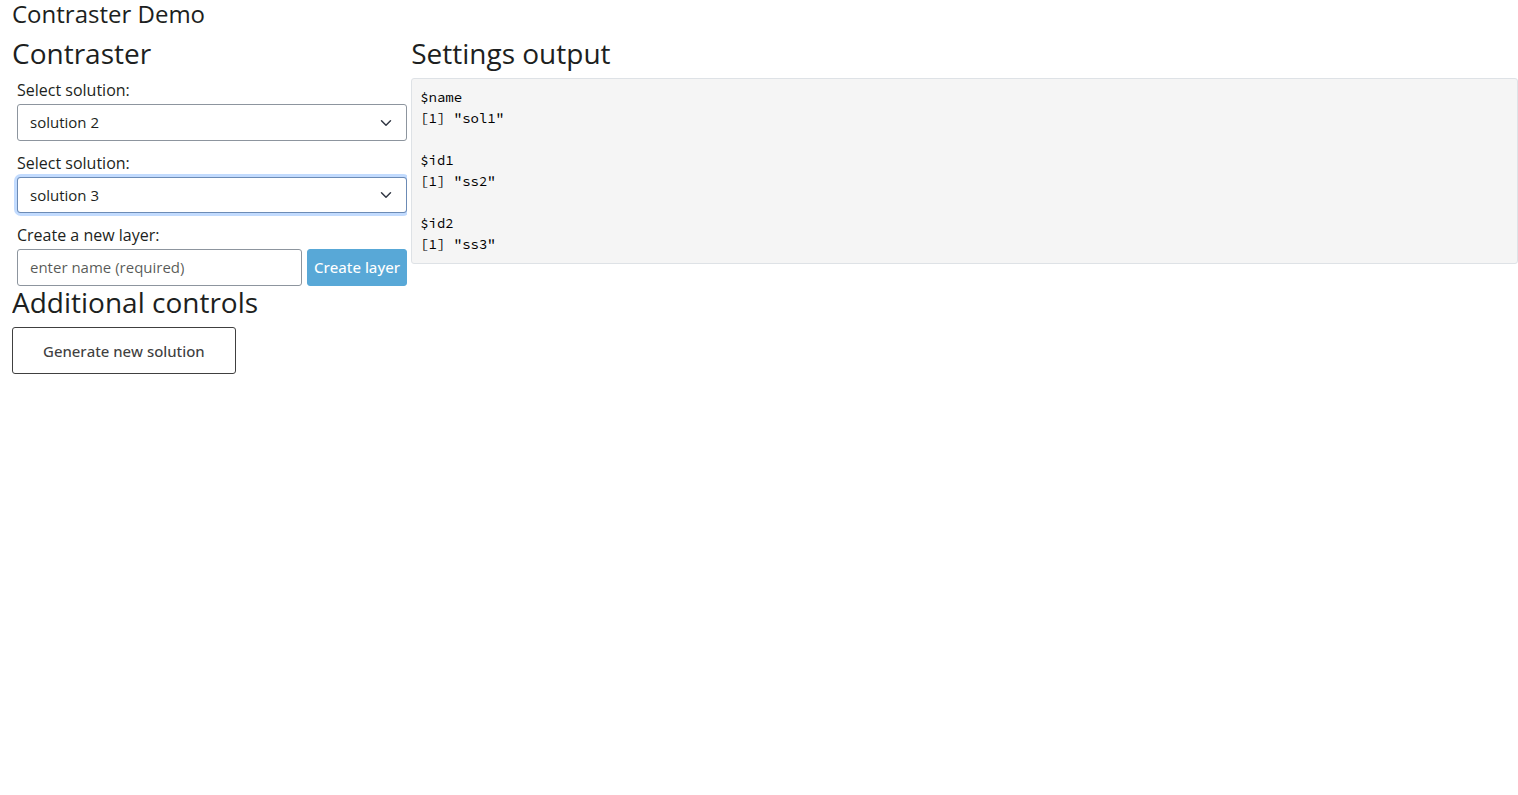 Contraster Demo
Contraster
Select solution:
solution 2
Select solution:
solution 3
Create a new layer:
enter name (required)
Create layer
Additional controls
Generate new solution
Settings output
$name
[1] "sol1"
$id1
[1] "ss2"
$id2
[1] "ss3"